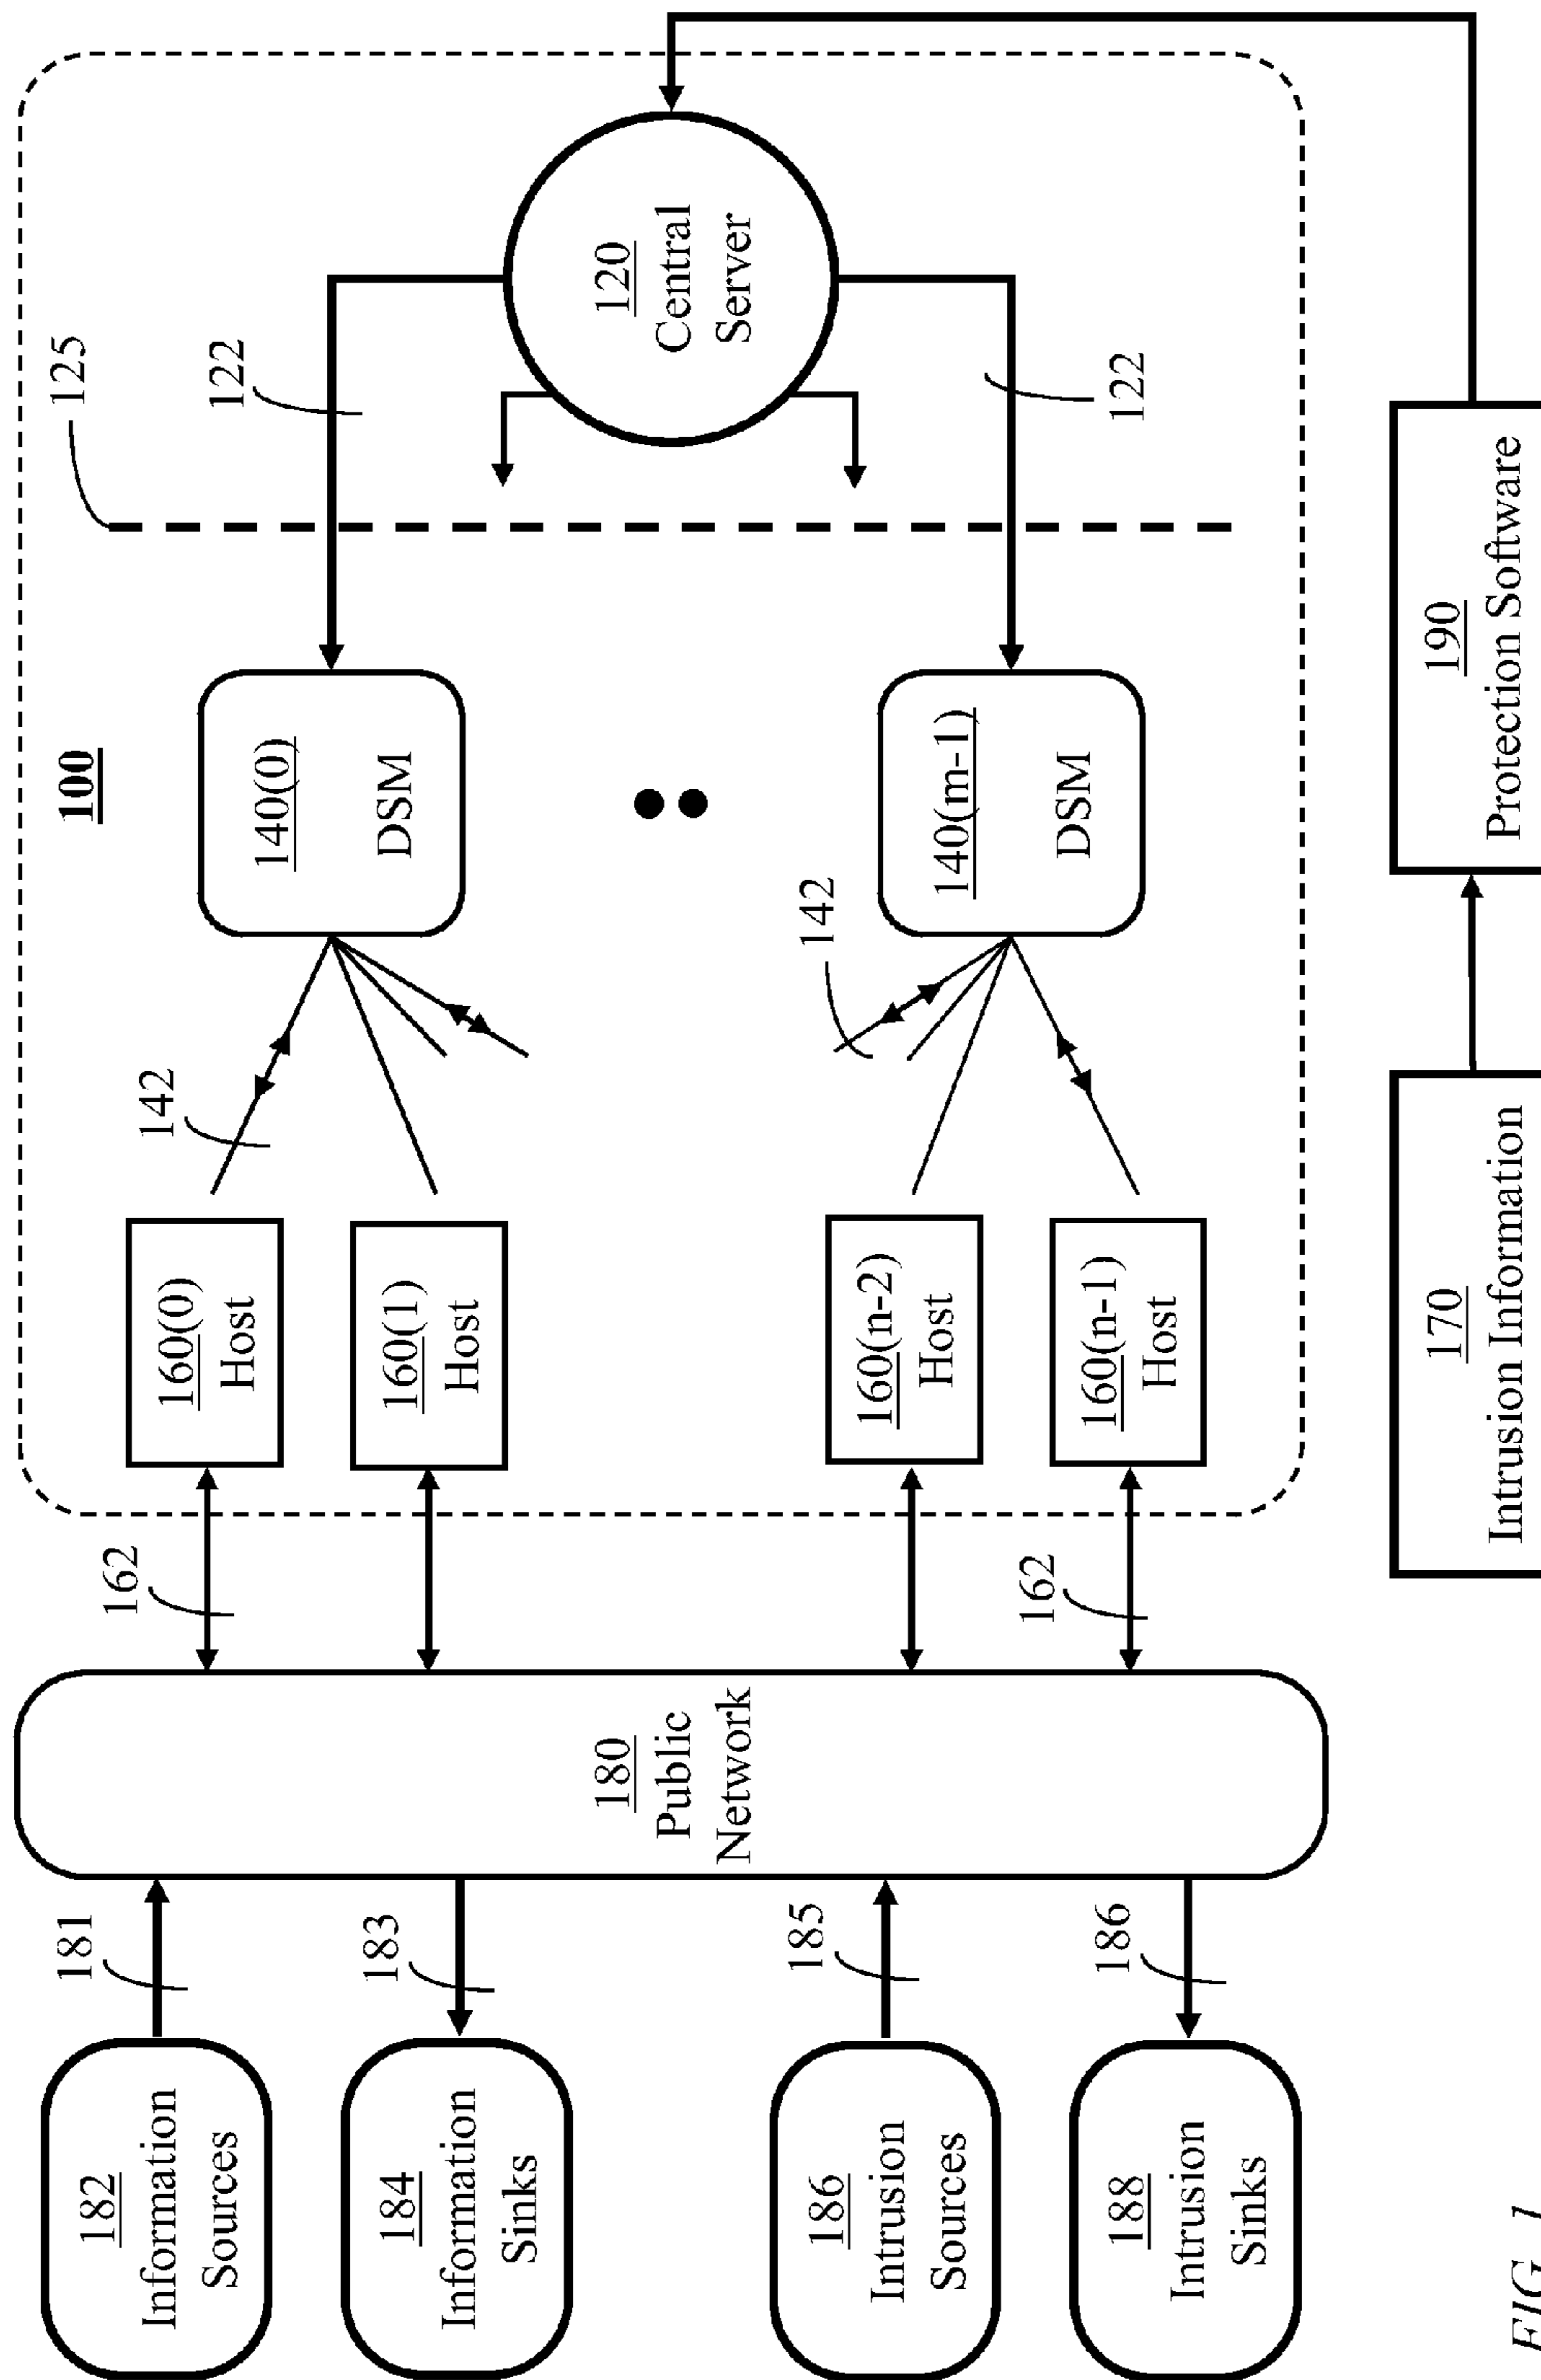 100
125
182
Information
Sources
181
162
160(0)
Host
142
140(0)
DSM
122
184
Information
Sinks
183
160(1)
Host
180
Public
Network
120
Central
Server
186
Intrusion
Sources
185
160(n-2)
Host
142
140(m-1)
DSM
122
188
Intrusion
Sinks
186
162
160(n-1)
Host
170
Intrusion Information
190
Protection Software
FIG. 1